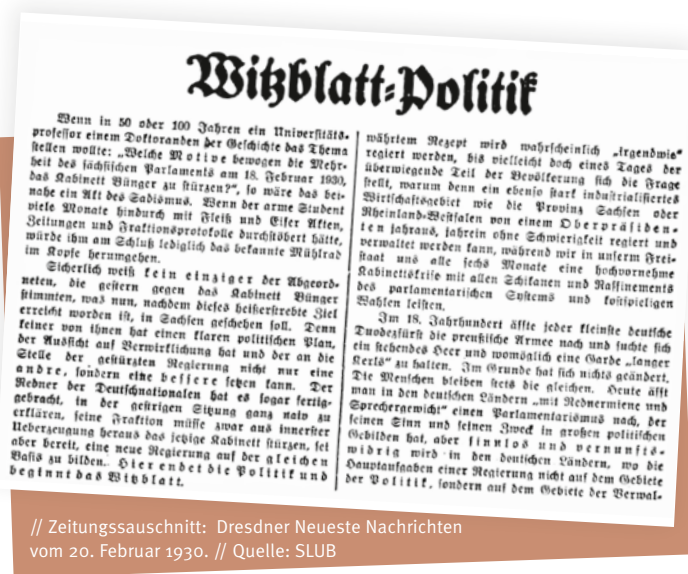 Witzblatt-Politik
Wenn in 50 oder 100 Jahren ein Universitäts-
professor einem Doktoranden der Geschichte das Thema
stellen wollte: „Welche Motive bewogen die Mehr-
heit des sächsischen Parlaments am 18. Februar 1930,
das Kabinett Bünger zu stürzen?“, so wäre das bei-
nahe ein Akt des Sadismus. Wenn der arme Student
viele Monate hindurch mit Fleiß und Eifer Akten,
Zeitungen und Fraktionsprotokolle durchstöbert hätte,
würde ihm am Schluß lediglich das bekannte Mühlrad
im Kopfe herumgehen.
Sicherlich weiß kein einziger der Abgeord-
neten, die gestern gegen das Kabinett Bünger
stimmten, was nun, nachdem dieses heißerstrebte Ziel
erreicht worden ist, in Sachsen geschehen soll. Denn
keiner von ihnen hat einen klaren politischen Plan,
der Aussicht auf Verwirklichung hat und der an die
Stelle der gestürzten Regierung nicht nur eine
andre, sondern eine bessere setzen kann. Der
Redner der Deutschnationalen hat es sogar fertig-
gebracht, in der gestrigen Sitzung ganz naiv zu
erklären, seine Fraktion müsse zwar aus innerster
Ueberzeugung heraus das jetzige Kabinett stürzen, sei
aber bereit, eine neue Regierung auf der gleichen
Basis zu bilden. Hier endet die Politik und
beginnt das Witzblatt.
währtem Rezept wird wahrscheinlich „irgendwie“
regiert werden, bis vielleicht doch eines Tages der
überwiegende Teil der Bevölkerung sich die Frage
stellt, warum denn ein ebenso stark industrialisiertes
Wirtschaftsgebiet wie die Provinz Sachsen oder
Rheinland-Westfalen von einem Oberpräsiden-
ten jahraus, jahrein ohne Schwierigkeit regiert und
verwaltet werden kann, während wir in unserm Frei-
staat uns alle sechs Monate eine hochvornehme
Kabinettskrise mit allen Schikanen und Raffinements
des parlamentarischen Systems und kostspieligen
Wahlen leisten.
Im 18. Jahrhundert äffte jeder kleinste deutsche
Duodezfürst die preußische Armee nach und suchte sich
ein stehendes Heer und womöglich eine Garde „langer
Kerls“ zu halten. Im Grunde hat sich nichts geändert.
Die Menschen bleiben stets die gleichen. Heute äfft
man in den deutschen Ländern „mit Rednermiene und
Sprechergewicht“ einen Parlamentarismus nach, der
seinen Sinn und seinen Zweck in großen politischen
Gebilden hat, aber sinnlos und vernunft-
widrig wird in den deutschen Ländern, wo die
Hauptaufgaben einer Regierung nicht auf dem Gebiete
der Politik, sondern auf dem Gebiete der Verwal-
// Zeitungssauschnitt: Dresdner Neueste Nachrichten
vom 20. Februar 1930. // Quelle: SLUB